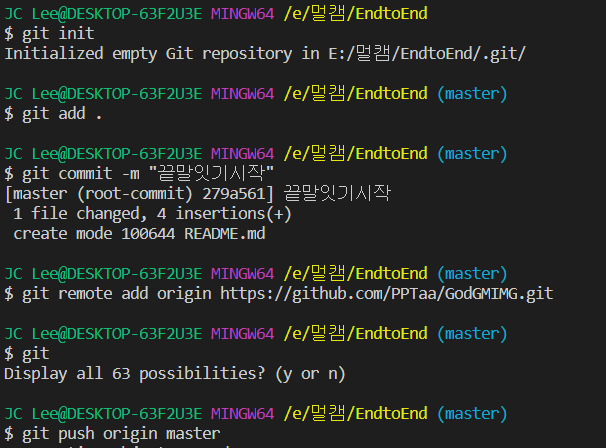 JC Lee@DESKTOP-63F2U3E MINGW64 /e/멀캠/EndtoEnd
$ git init
Initialized empty Git repository in E:/멀캠/EndtoEnd/.git/
JC Lee@DESKTOP-63F2U3E MINGW64 /e/멀캠/EndtoEnd (master)
$ git add .
JC Lee@DESKTOP-63F2U3E MINGW64 /e/멀캠/EndtoEnd (master)
$ git commit -m "끝말잇기시작"
[master (root-commit) 279a561] 끝말잇기시작
 1 file changed, 4 insertions(+)
 create mode 100644 README.md
JC Lee@DESKTOP-63F2U3E MINGW64 /e/멀캠/EndtoEnd (master)
$ git remote add origin https://github.com/PPTaa/GodGMIMG.git
JC Lee@DESKTOP-63F2U3E MINGW64 /e/멀캠/EndtoEnd (master)
$ git
Display all 63 possibilities? (y or n)
JC Lee@DESKTOP-63F2U3E MINGW64 /e/멀캠/EndtoEnd (master)
$ git push origin master